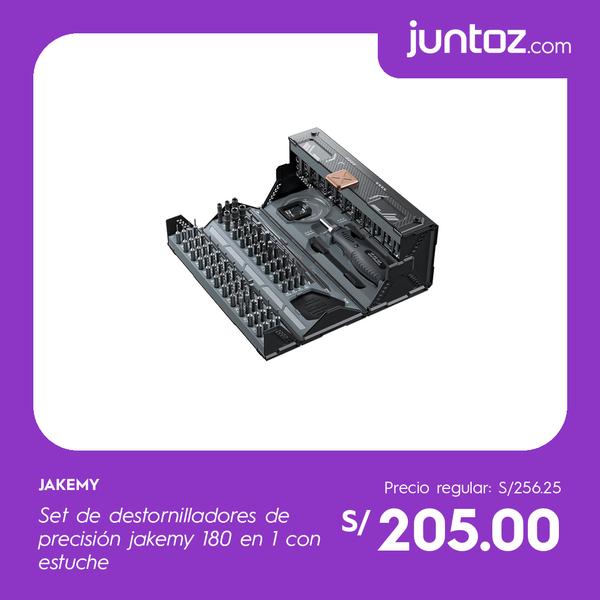 juntoz.com
JAKEMY
Set de destornilladores de
precisión jakemy 180 en 1 con
estuche
Precio regular: S/256.25
S/ 205.00